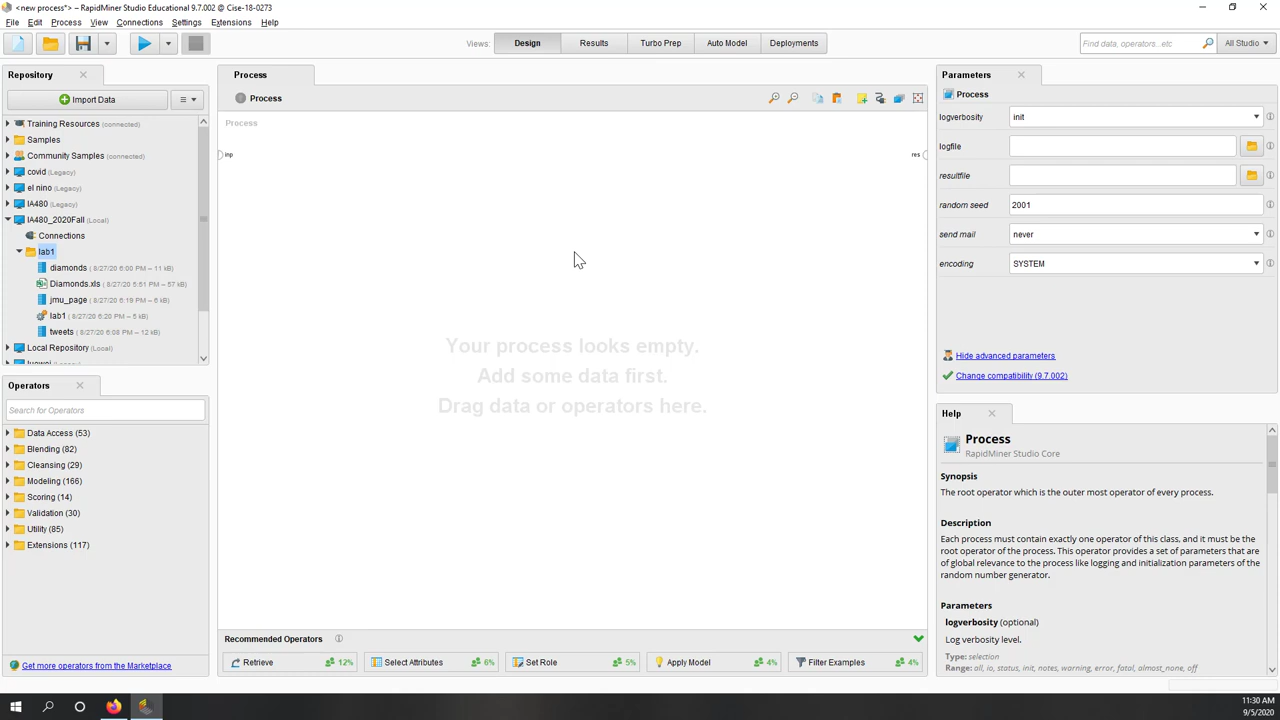 <new process*> – RapidMiner Studio Educational 9.7.002 @ Cise-18-0273
File Edit Process View Connections Settings Extensions Help
Views: Design Results Turbo Prep Auto Model Deployments
Find data, operators...etc All Studio
Repository
Import Data
Training Resources (connected)
Samples
Community Samples (connected)
covid (Legacy)
el nino (Legacy)
IA480 (Legacy)
IA480_2020Fall (Local)
Connections
lab1
diamonds (8/27/20 6:00 PM – 11 kB)
Diamonds.xls (8/27/20 5:51 PM – 57 kB)
jmu_page (8/27/20 6:19 PM – 6 kB)
lab1 (8/27/20 6:20 PM – 5 kB)
tweets (8/27/20 6:08 PM – 12 kB)
Local Repository (Local)
Operators
Search for Operators
Data Access (53)
Blending (82)
Cleansing (29)
Modeling (166)
Scoring (14)
Validation (30)
Utility (85)
Extensions (117)
Get more operators from the Marketplace
Process
Process
Process
inp
res
Your process looks empty.
Add some data first.
Drag data or operators here.
Recommended Operators
Retrieve 12%
Select Attributes 6%
Set Role 5%
Apply Model 4%
Filter Examples 4%
Parameters
Process
logverbosity init
logfile
resultfile
random seed 2001
send mail never
encoding SYSTEM
Hide advanced parameters
Change compatibility (9.7.002)
Help
Process
RapidMiner Studio Core
Synopsis
The root operator which is the outer most operator of every process.
Description
Each process must contain exactly one operator of this class, and it must be the
root operator of the process. This operator provides a set of parameters that are
of global relevance to the process like logging and initialization parameters of the
random number generator.
Parameters
logverbosity (optional)
Log verbosity level.
Type: selection
Range: all, io, status, init, notes, warning, error, fatal, almost_none, off
11:30 AM
9/5/2020